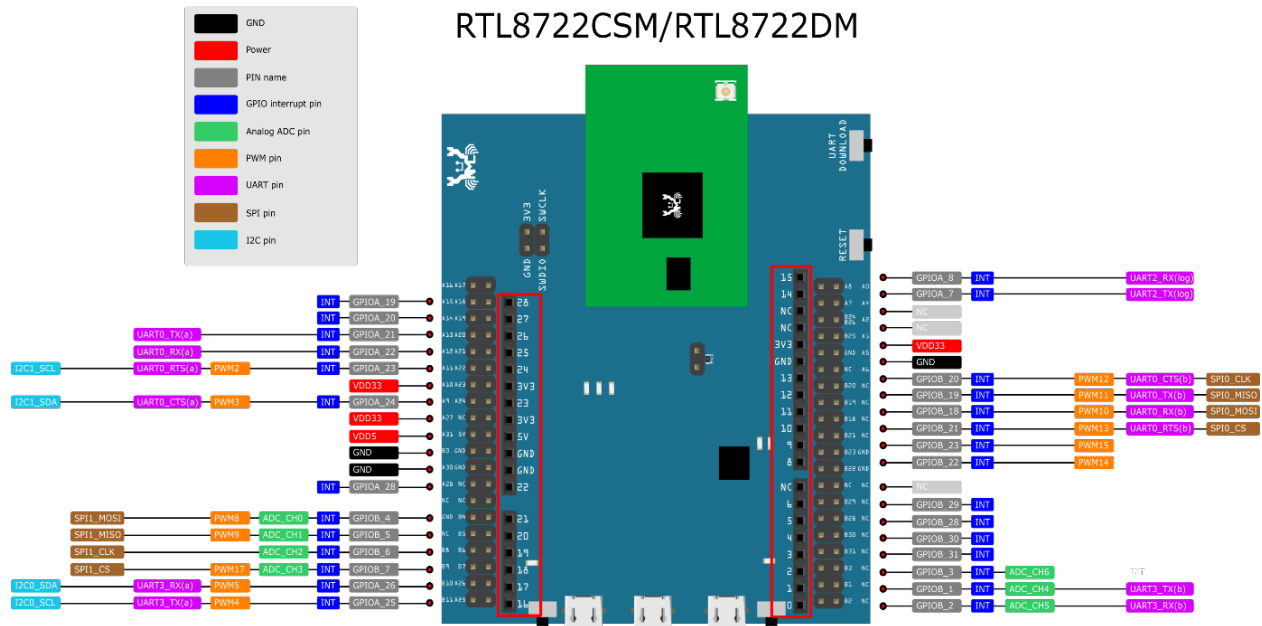 RTL8722CSM/RTL8722DM
GND
Power
PIN name
GPIO interrupt pin
Analog ADC pin
PWM pin
UART pin
SPI pin
I2C pin
UART DOWNLOAD
RESET
3V3 SWCLK
GND SWDIO
INT GPIOA_19 28
INT GPIOA_20 27
UART0_TX(a) INT GPIOA_21 26
UART0_RX(a) INT GPIOA_22 25
I2C1_SCL UART0_RTS(a) PWM2 INT GPIOA_23 24
VDD33 3V3
I2C1_SDA UART0_CTS(a) PWM3 INT GPIOA_24 23
VDD33 3V3
VDD5 5V
GND GND
GND GND
INT GPIOA_28 22
SPI1_MOSI PWM8 ADC_CH0 INT GPIOB_4 21
SPI1_MISO PWM9 ADC_CH1 INT GPIOB_5 20
SPI1_CLK ADC_CH2 INT GPIOB_6 19
SPI1_CS PWM17 ADC_CH3 INT GPIOB_7 18
I2C0_SDA UART3_RX(a) PWM5 INT GPIOA_26 17
I2C0_SCL UART3_TX(a) PWM4 INT GPIOA_25 16
15 GPIOA_8 INT UART2_RX(log)
14 GPIOA_7 INT UART2_TX(log)
NC NC
NC NC
3V3 VDD33
GND GND
13 GPIOB_20 INT PWM12 UART0_CTS(b) SPI0_CLK
12 GPIOB_19 INT PWM11 UART0_TX(b) SPI0_MISO
11 GPIOB_18 INT PWM10 UART0_RX(b) SPI0_MOSI
10 GPIOB_21 INT PWM13 UART0_RTS(b) SPI0_CS
9 GPIOB_23 INT PWM15
8 GPIOB_22 INT PWM14
NC NC
6 GPIOB_29 INT
5 GPIOB_28 INT
4 GPIOB_30 INT
3 GPIOB_31 INT
2 GPIOB_3 INT ADC_CH6
1 GPIOB_1 INT ADC_CH4 UART3_TX(b)
0 GPIOB_2 INT ADC_CH5 UART3_RX(b)